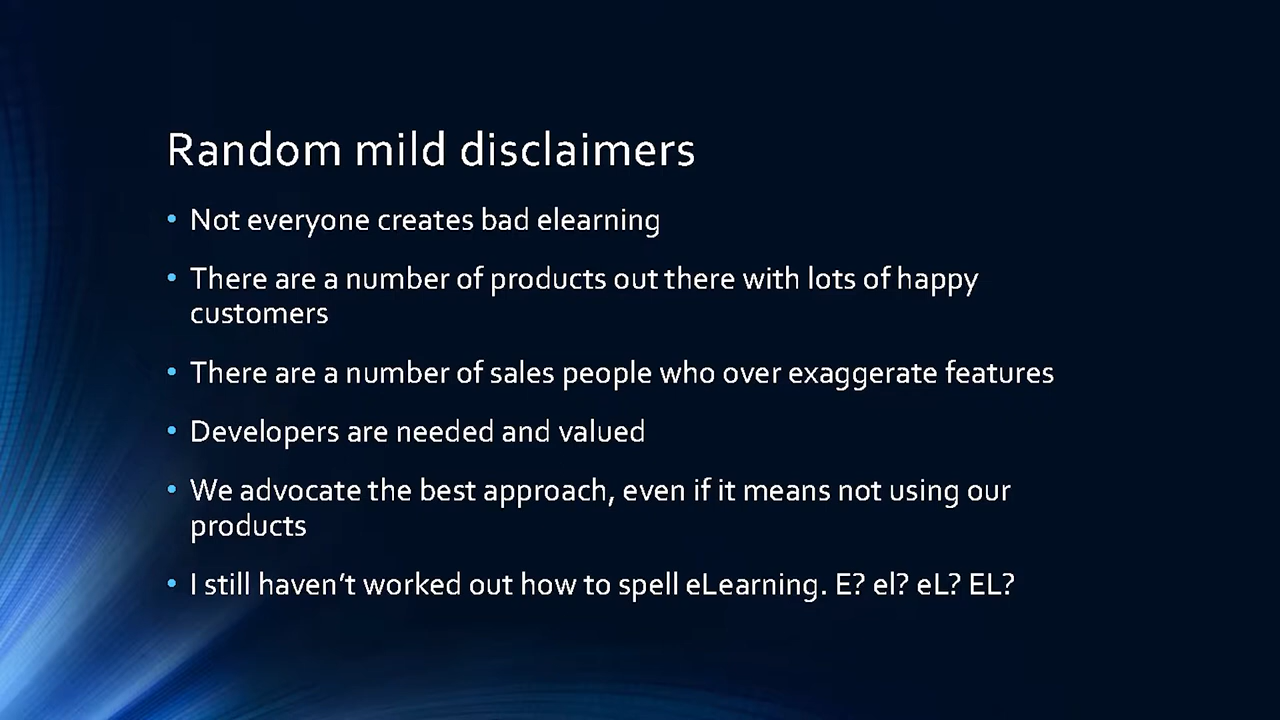 Random mild disclaimers
• Not everyone creates bad elearning
• There are a number of products out there with lots of happy
customers
• There are a number of sales people who over exaggerate features
• Developers are needed and valued
• We advocate the best approach, even if it means not using our
products
• I still haven’t worked out how to spell eLearning. E? el? eL? EL?